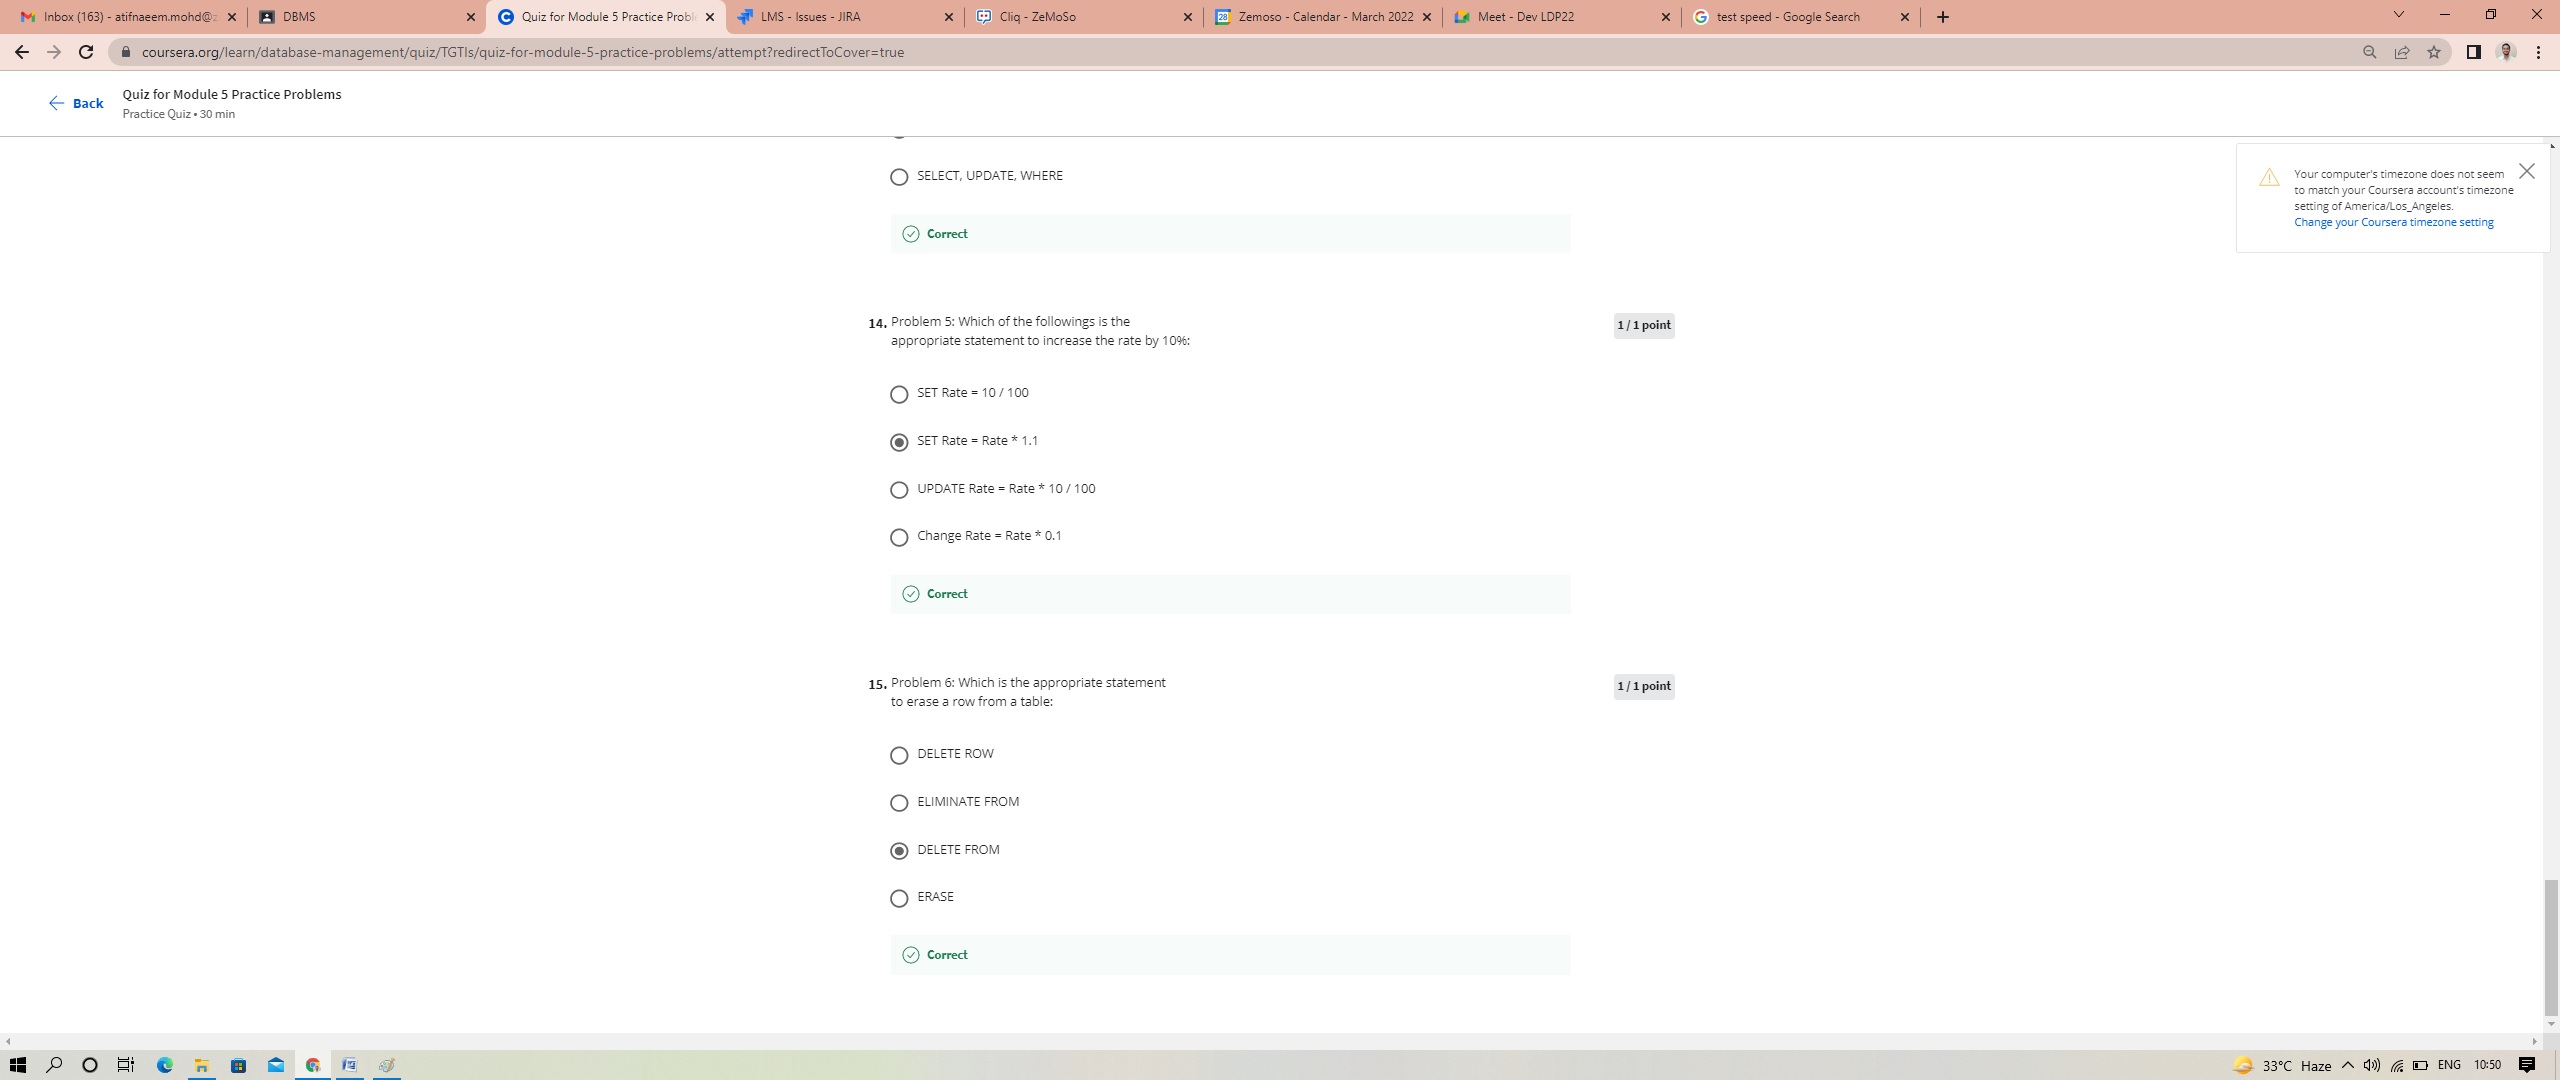 Inbox (163) - atifnaeem.mohd@z
DBMS
Quiz for Module 5 Practice Probl
LMS - Issues - JIRA
Cliq - ZeMoSo
Zemoso - Calendar - March 2022
Meet - Dev LDP22
test speed - Google Search
coursera.org/learn/database-management/quiz/TGTIs/quiz-for-module-5-practice-problems/attempt?redirectToCover=true
Back
Quiz for Module 5 Practice Problems
Practice Quiz • 30 min
Your computer's timezone does not seem
to match your Coursera account's timezone
setting of America/Los_Angeles.
Change your Coursera timezone setting
SELECT, UPDATE, WHERE
Correct
14. Problem 5: Which of the followings is the
appropriate statement to increase the rate by 10%:
1 / 1 point
SET Rate = 10 / 100
SET Rate = Rate * 1.1
UPDATE Rate = Rate * 10 / 100
Change Rate = Rate * 0.1
Correct
15. Problem 6: Which is the appropriate statement
to erase a row from a table:
1 / 1 point
DELETE ROW
ELIMINATE FROM
DELETE FROM
ERASE
Correct
33°C Haze
ENG
10:50